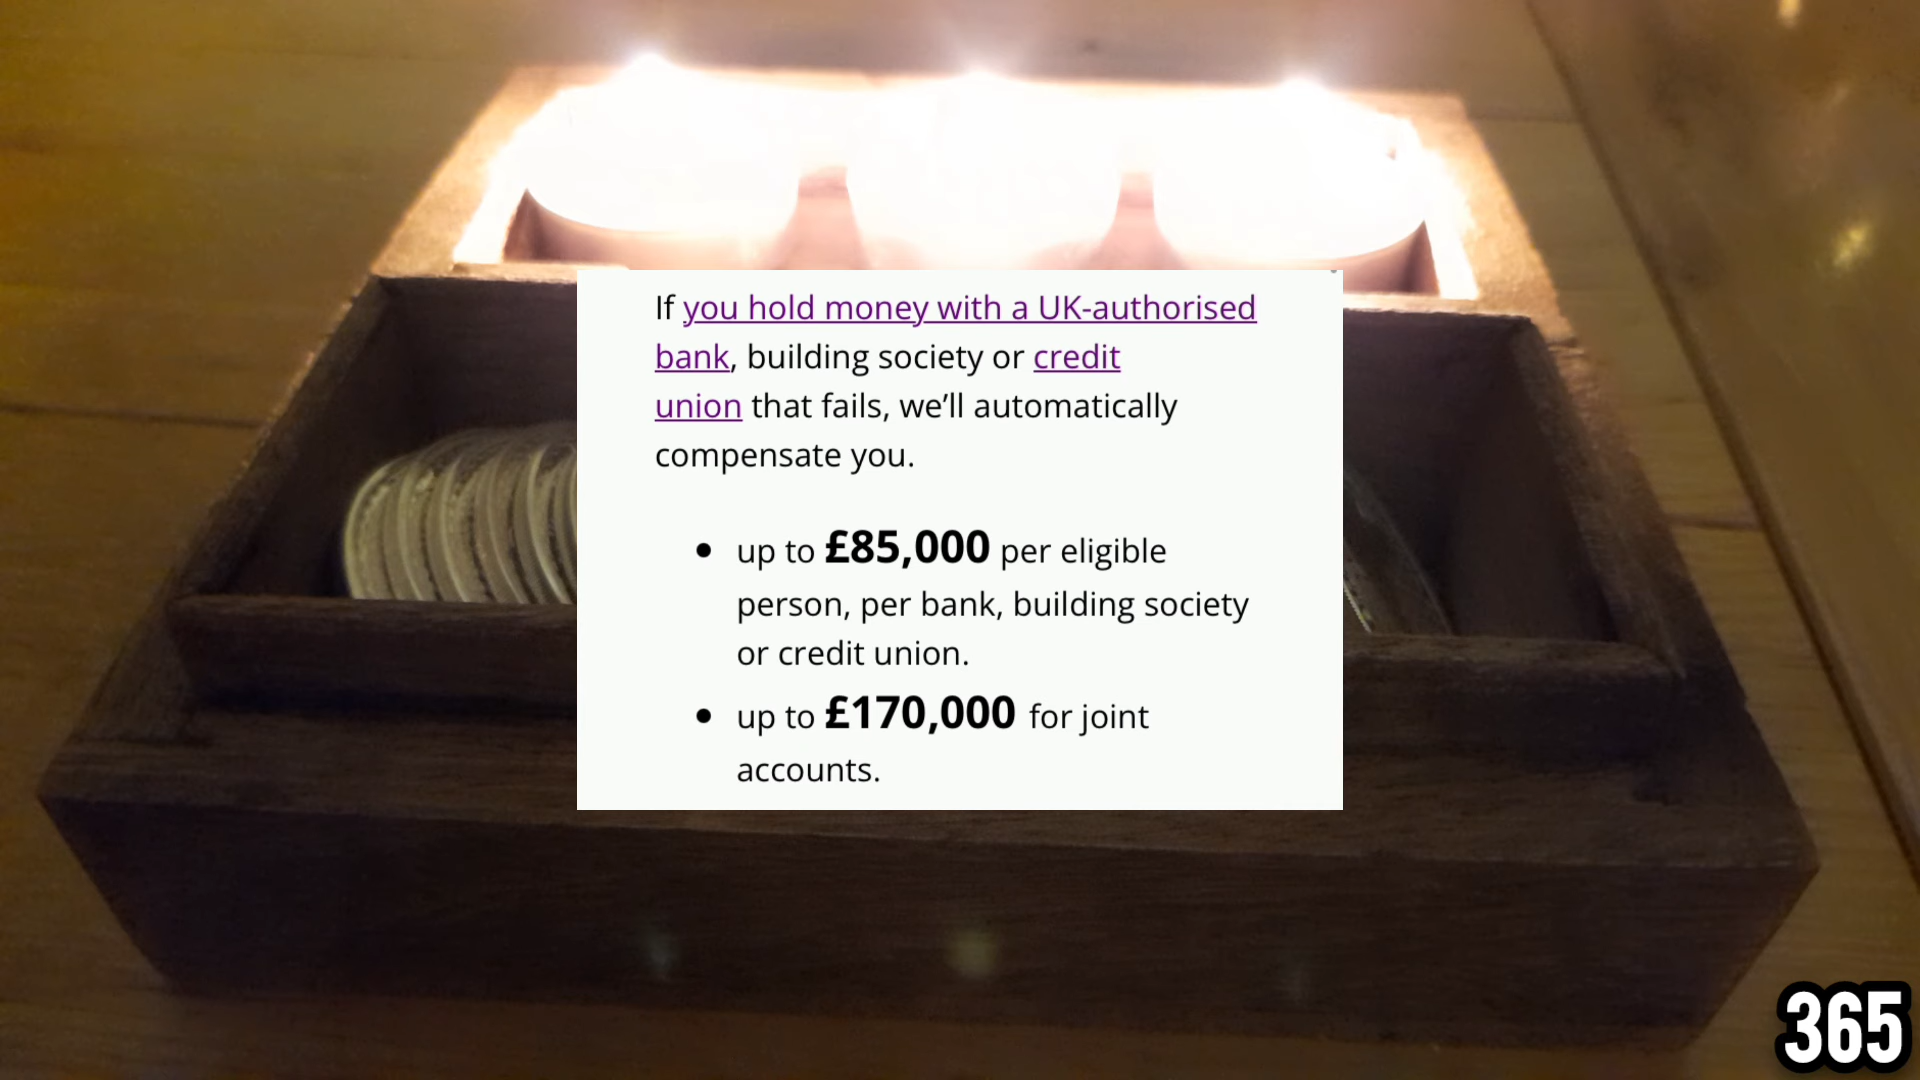 If you hold money with a UK-authorised
bank, building society or credit
union that fails, we’ll automatically
compensate you.
• up to £85,000 per eligible
person, per bank, building society
or credit union.
• up to £170,000 for joint
accounts.
365